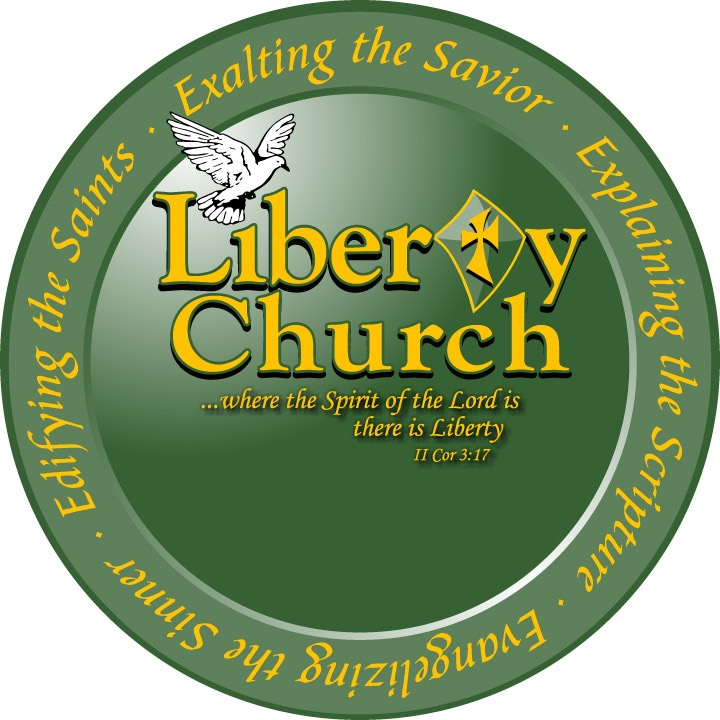 Exalting the Savior · Explaining the Scripture · Evangelizing the Sinner · Edifying the Saints ·
Liberty
Church
...where the Spirit of the Lord is
there is Liberty
II Cor 3:17